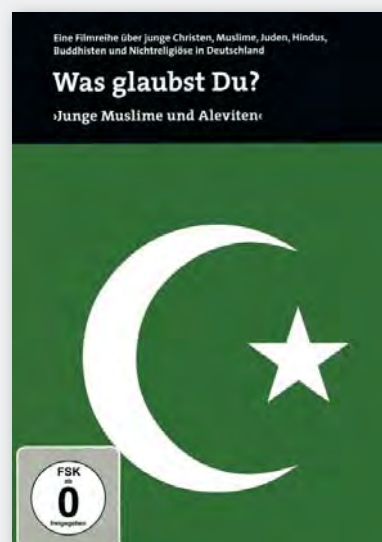 Eine Filmreihe über junge Christen, Muslime, Juden, Hindus,
Buddhisten und Nichtreligiöse in Deutschland
Was glaubst Du?
›Junge Muslime und Aleviten‹
FSK
ab
0
freigegeben